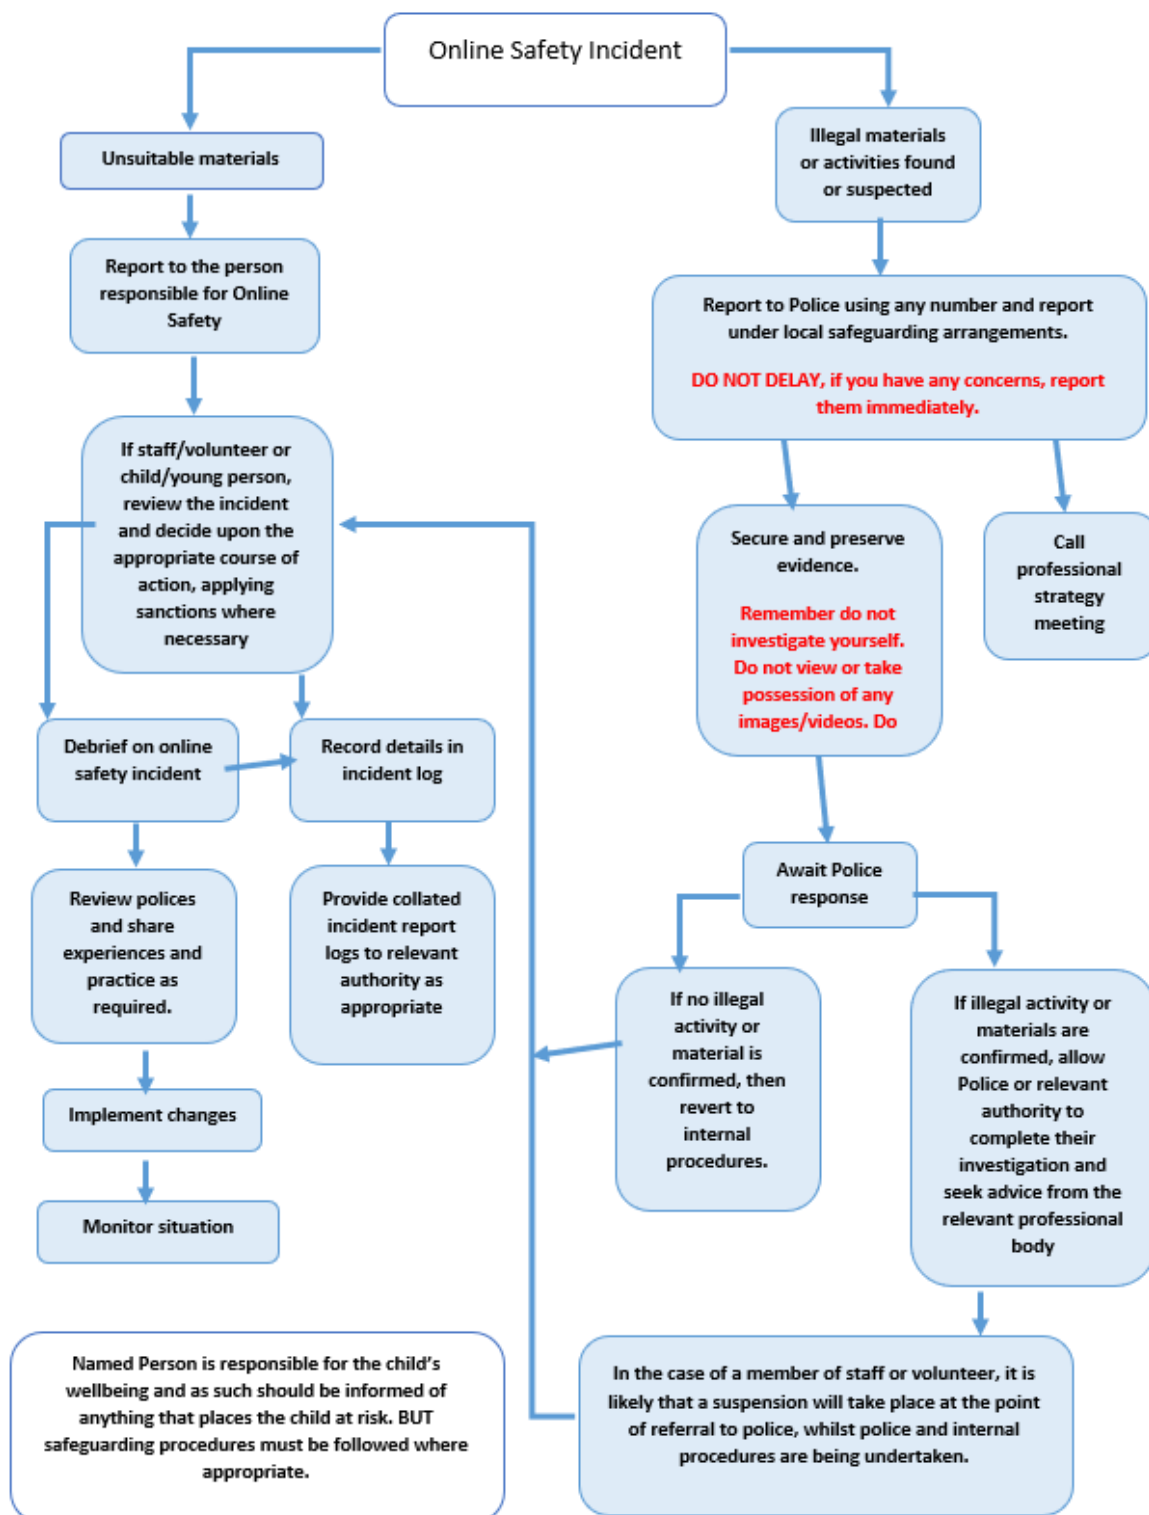 Online Safety Incident
Unsuitable materials
Illegal materials
or activities found
or suspected
Report to the person
responsible for Online
Safety
Report to Police using any number and report
under local safeguarding arrangements.
DO NOT DELAY, if you have any concerns, report
them immediately.
If staff/volunteer or
child/young person,
review the incident
and decide upon the
appropriate course of
action, applying
sanctions where
necessary
Secure and preserve
evidence.
Remember do not
investigate yourself.
Do not view or take
possession of any
images/videos. Do
Call
professional
strategy
meeting
Debrief on online
safety incident
Record details in
incident log
Review polices
and share
experiences and
practice as
required.
Provide collated
incident report
logs to relevant
authority as
appropriate
Await Police
response
If no illegal
activity or
material is
confirmed, then
revert to
internal
procedures.
If illegal activity or
materials are
confirmed, allow
Police or relevant
authority to
complete their
investigation and
seek advice from the
relevant professional
body
Implement changes
Monitor situation
Named Person is responsible for the child's
wellbeing and as such should be informed of
anything that places the child at risk. BUT
safeguarding procedures must be followed where
appropriate.
In the case of a member of staff or volunteer, it is
likely that a suspension will take place at the point
of referral to police, whilst police and internal
procedures are being undertaken.